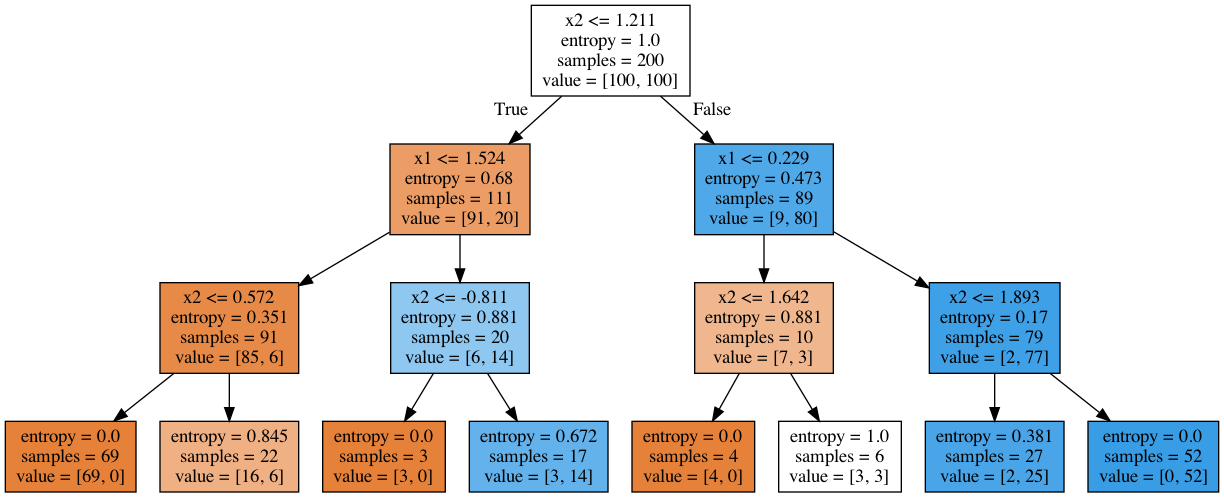 x2 <= 1.211
entropy = 1.0
samples = 200
value = [100, 100]
True
False
x1 <= 1.524
entropy = 0.68
samples = 111
value = [91, 20]
x1 <= 0.229
entropy = 0.473
samples = 89
value = [9, 80]
x2 <= 0.572
entropy = 0.351
samples = 91
value = [85, 6]
x2 <= -0.811
entropy = 0.881
samples = 20
value = [6, 14]
x2 <= 1.642
entropy = 0.881
samples = 10
value = [7, 3]
x2 <= 1.893
entropy = 0.17
samples = 79
value = [2, 77]
entropy = 0.0
samples = 69
value = [69, 0]
entropy = 0.845
samples = 22
value = [16, 6]
entropy = 0.0
samples = 3
value = [3, 0]
entropy = 0.672
samples = 17
value = [3, 14]
entropy = 0.0
samples = 4
value = [4, 0]
entropy = 1.0
samples = 6
value = [3, 3]
entropy = 0.381
samples = 27
value = [2, 25]
entropy = 0.0
samples = 52
value = [0, 52]